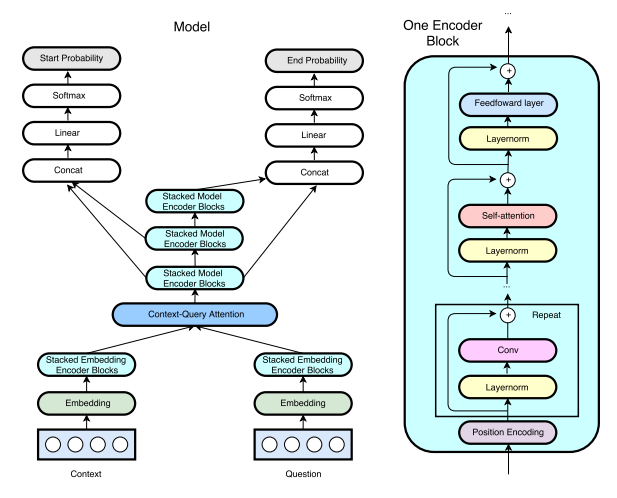 Model
Start Probability
Softmax
Linear
Concat
End Probability
Softmax
Linear
Concat
Stacked Model
Encoder Blocks
Stacked Model
Encoder Blocks
Stacked Model
Encoder Blocks
Context-Query Attention
Stacked Embedding
Encoder Blocks
Stacked Embedding
Encoder Blocks
Embedding
Embedding
Context
Question
One Encoder
Block
...
+
Feedfoward layer
Layernorm
+
Self-attention
Layernorm
...
+
Repeat
Conv
Layernorm
Position Encoding